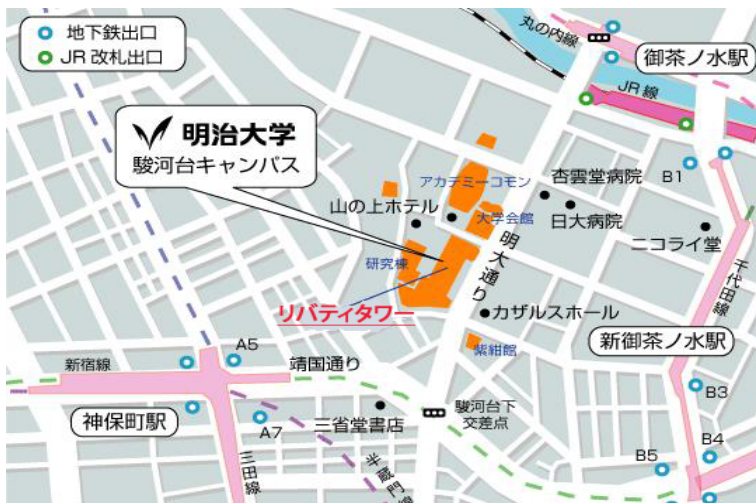 地下鉄出口
JR改札出口
丸の内線
御茶ノ水駅
JR線
明治大学
駿河台キャンパス
アカデミーコモン
杏雲堂病院
B1
山の上ホテル
大学会館
日大病院
ニコライ堂
研究棟
明大通り
千代田線
リバティタワー
カザルスホール
新御茶ノ水駅
紫紺館
A5
靖国通り
新宿線
神保町駅
A7
三省堂書店
駿河台下
交差点
B3
B4
B5
三田線
半蔵門線